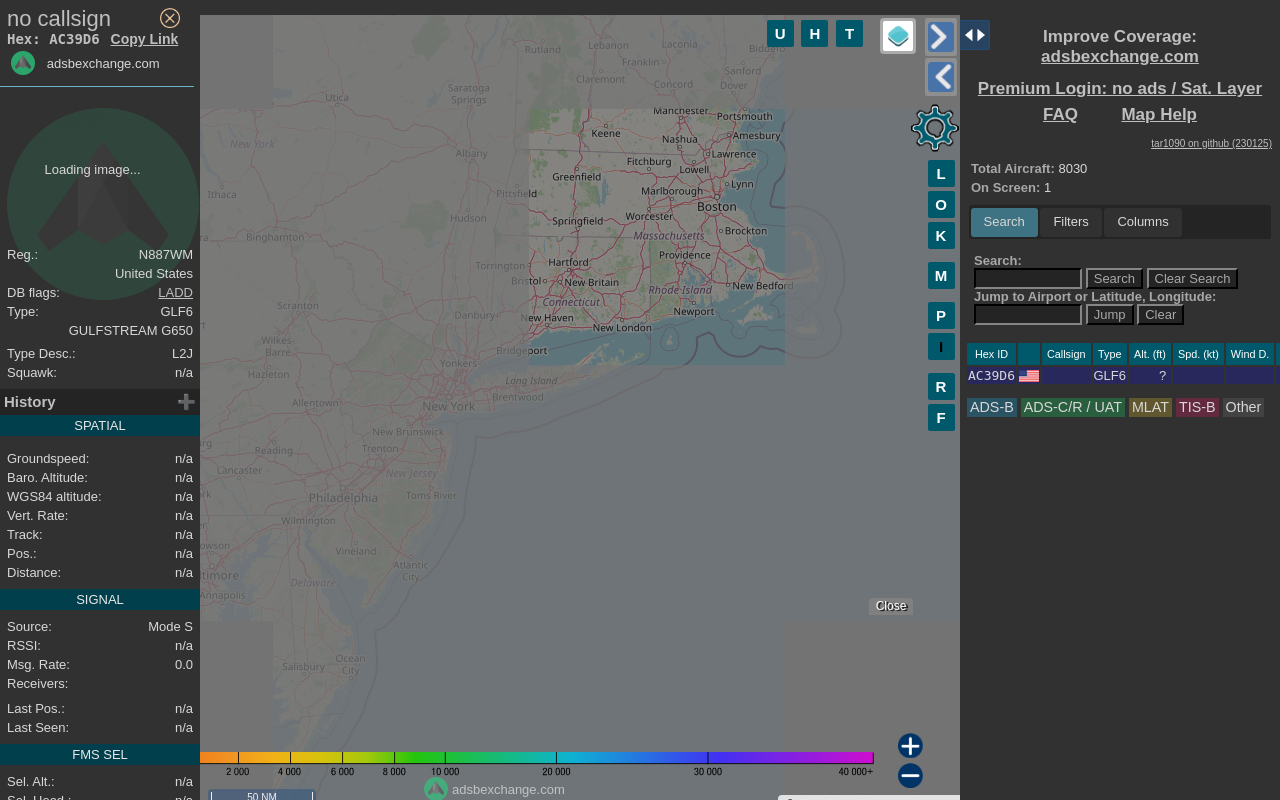 no callsign
Hex: AC39D6 Copy Link
adsbexchange.com
Loading image...
Reg.: N887WM
United States
DB flags: LADD
Type: GLF6
GULFSTREAM G650
Type Desc.: L2J
Squawk: n/a
History
SPATIAL
Groundspeed: n/a
Baro. Altitude: n/a
WGS84 altitude: n/a
Vert. Rate: n/a
Track: n/a
Pos.: n/a
Distance: n/a
SIGNAL
Source: Mode S
RSSI: n/a
Msg. Rate: 0.0
Receivers:
Last Pos.: n/a
Last Seen: n/a
FMS SEL
Sel. Alt.: n/a
Sel. Head.: n/a
U H T
L
O
K
M
P
I
R
F
Rutland
Lebanon
Laconia
Franklin
Claremont
Concord
Sanford
Dover
Utica
Saratoga
Springs
Manchester
Portsmouth
Keene
Nashua
Amesbury
New York
Albany
Fitchburg
Lawrence
Lowell
Greenfield
Marlborough
Lynn
Ithaca
Pittsfield
Boston
Springfield
Worcester
Hudson
Brockton
Binghamton
Massachusetts
Providence
Torrington
Hartford
Bristol
New Britain
Rhode Island
New Bedford
Scranton
Connecticut
Danbury
New Haven
Newport
New London
Wilkes-
Barre
Bridgeport
Yonkers
Hazleton
Long Island
Brentwood
Allentown
New York
New Brunswick
Reading
Trenton
Lancaster
New Jersey
Philadelphia
Toms River
Wilmington
Vineland
Atlantic
City
Delaware
Annapolis
Salisbury
Ocean
City
Close
2 000 4 000 6 000 8 000 10 000 20 000 30 000 40 000+
adsbexchange.com
50 NM
Improve Coverage:
adsbexchange.com
Premium Login: no ads / Sat. Layer
FAQ Map Help
tar1090 on github (230125)
Total Aircraft: 8030
On Screen: 1
Search Filters Columns
Search:
Search Clear Search
Jump to Airport or Latitude, Longitude:
Jump Clear
Hex ID Callsign Type Alt. (ft) Spd. (kt) Wind D.
AC39D6 GLF6 ?
ADS-B ADS-C/R / UAT MLAT TIS-B Other